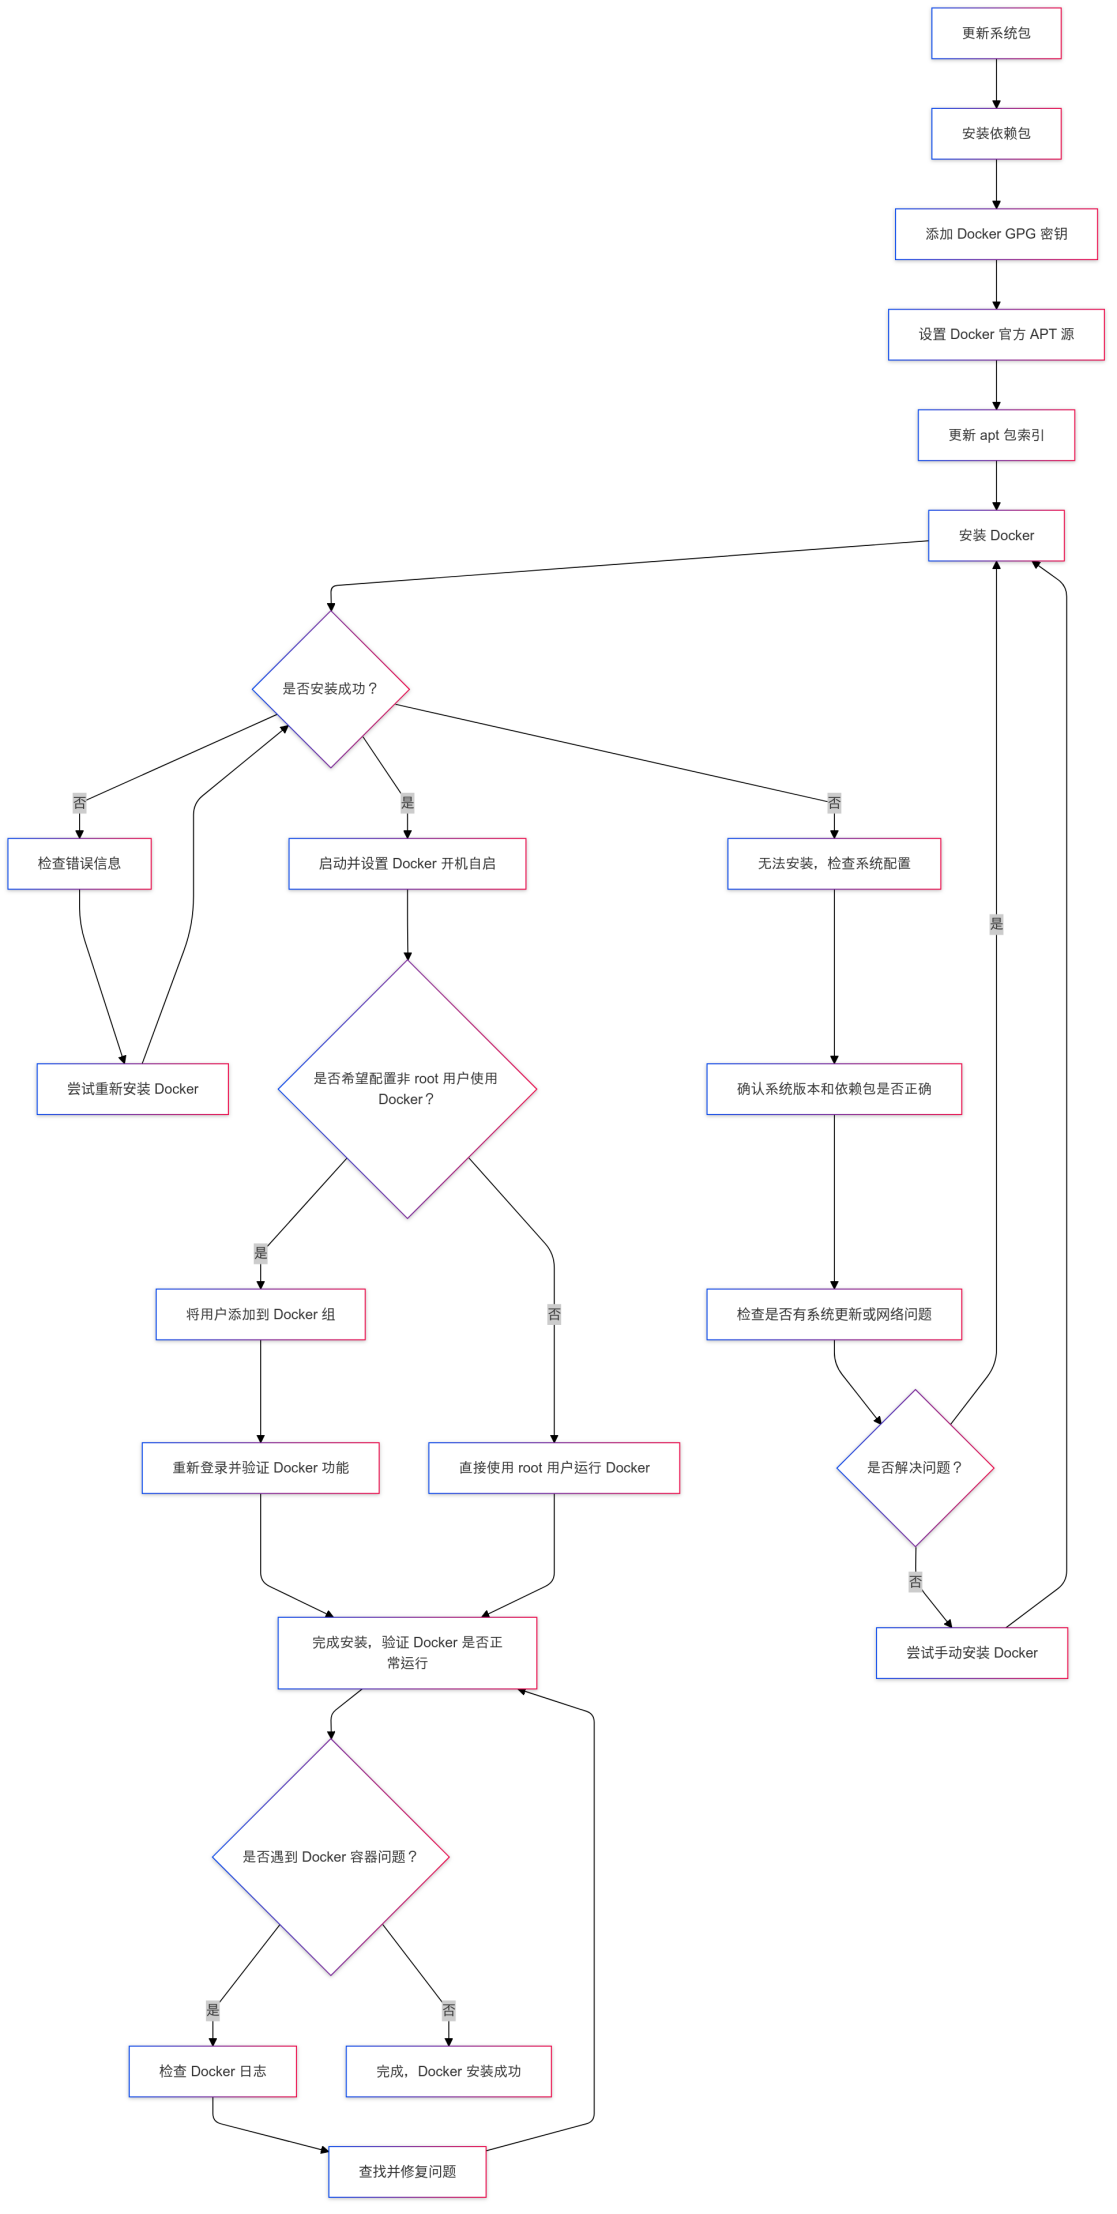 更新系统包
安装依赖包
添加 Docker GPG 密钥
设置 Docker 官方 APT 源
更新 apt 包索引
安装 Docker
是否安装成功？
否
是
否
检查错误信息
启动并设置 Docker 开机自启
无法安装，检查系统配置
是
尝试重新安装 Docker
是否希望配置非 root 用户使用
Docker？
确认系统版本和依赖包是否正确
是
否
将用户添加到 Docker 组
检查是否有系统更新或网络问题
重新登录并验证 Docker 功能
直接使用 root 用户运行 Docker
是否解决问题？
否
完成安装，验证 Docker 是否正
常运行
尝试手动安装 Docker
是否遇到 Docker 容器问题？
是
否
检查 Docker 日志
完成，Docker 安装成功
查找并修复问题